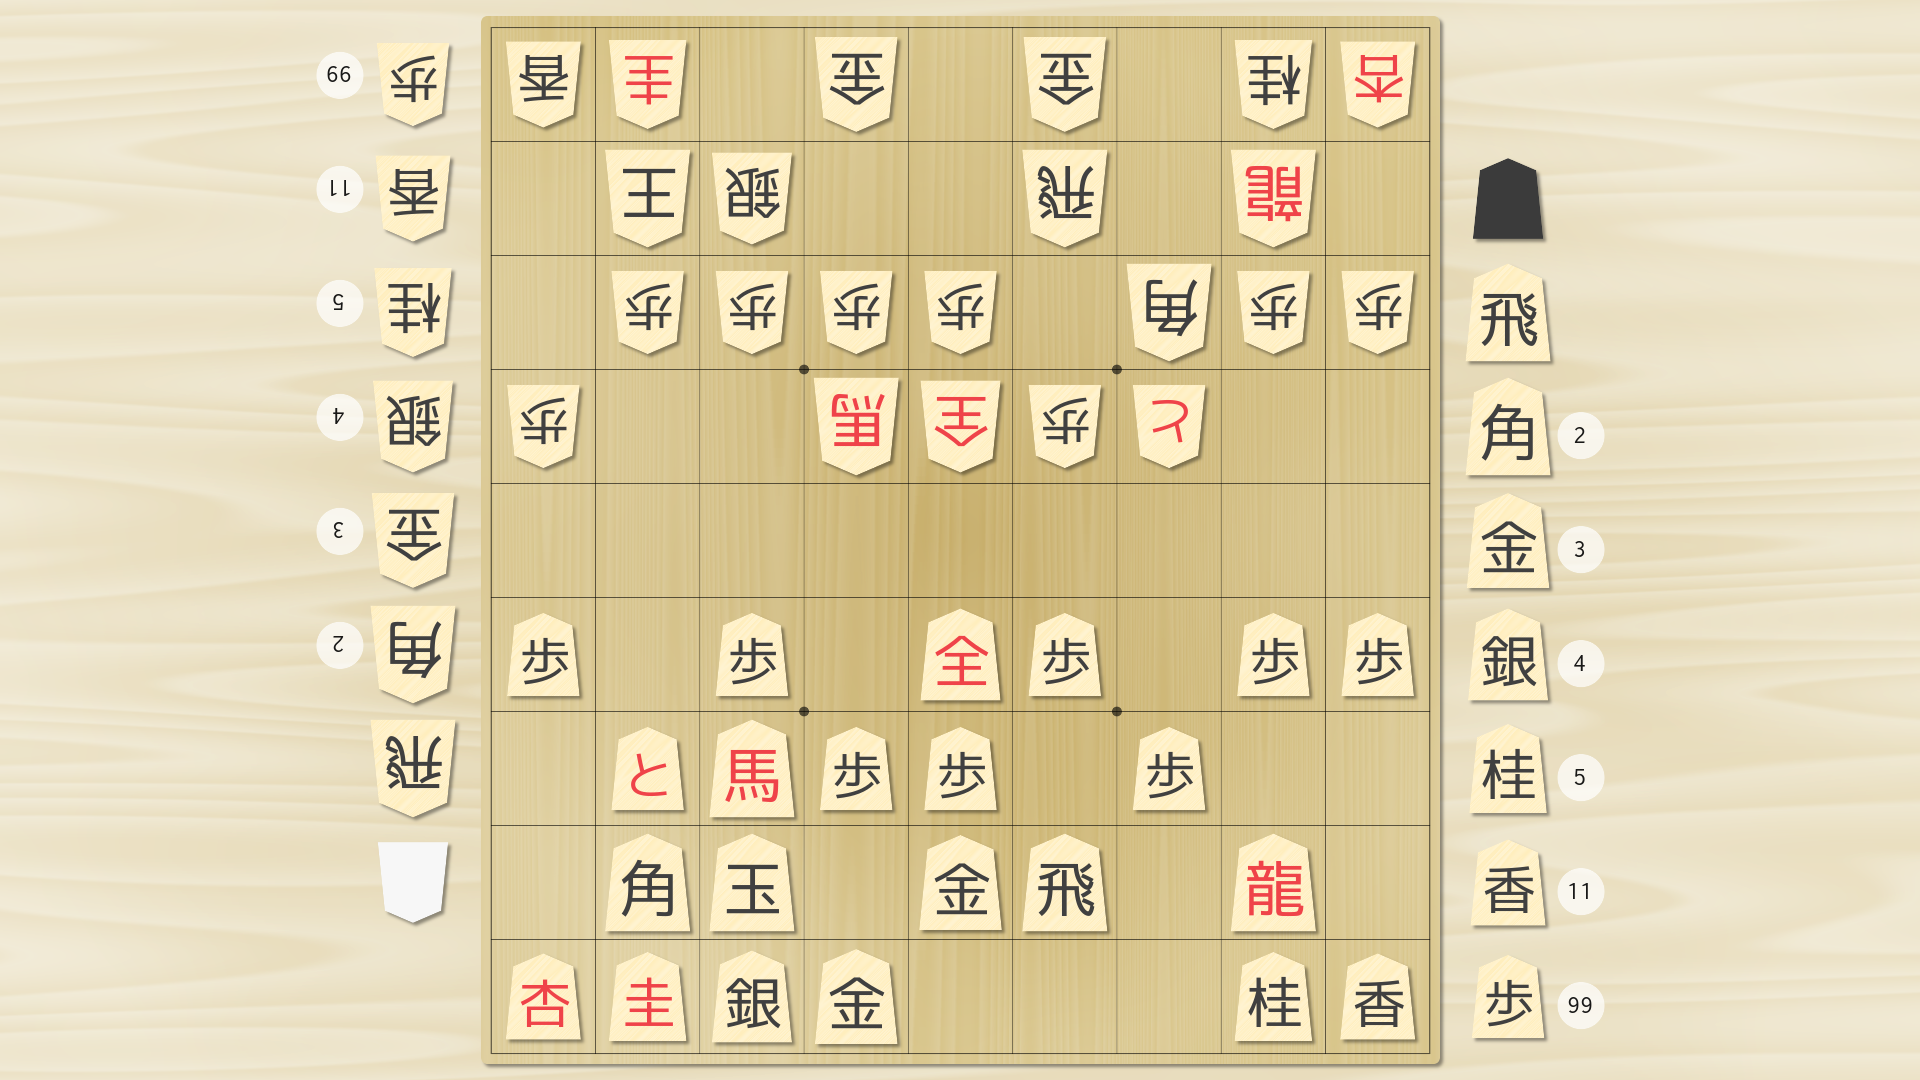 99 歩 香 圭 金 金 桂 杏
11 香 王 銀 飛 龍
5 桂 歩 歩 歩 歩 角 歩 歩 飛
4 銀 歩 馬 全 歩 と 角 2
3 金 金 3
2 角 歩 歩 全 歩 歩 歩 銀 4
飛 と 馬 歩 歩 歩 桂 5
角 玉 金 飛 龍 香 11
杏 圭 銀 金 桂 香 歩 99